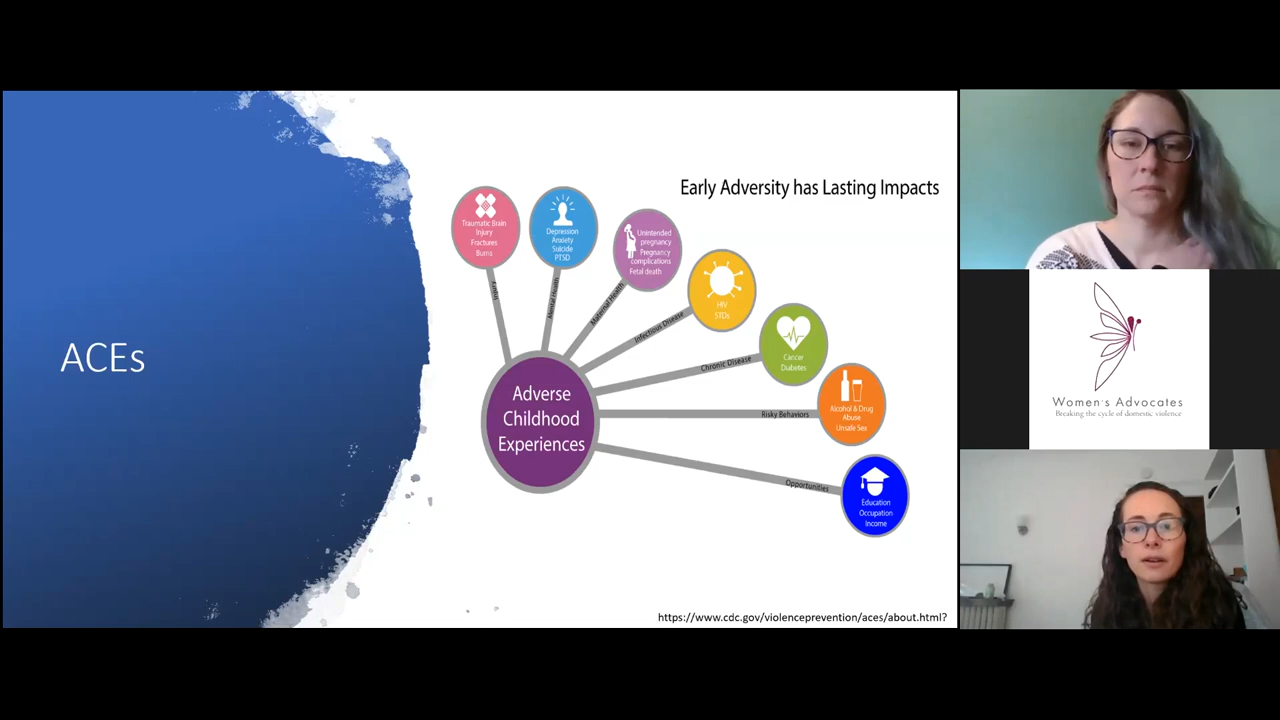 ACEs
Early Adversity has Lasting Impacts
Traumatic Brain
Injury
Fractures
Burns
Depression
Anxiety
Suicide
PTSD
Unintended
pregnancy
Pregnancy
complications
Fetal death
HIV
STDs
Cancer
Diabetes
Alcohol & Drug
Abuse
Unsafe Sex
Education
Occupation
Income
Injury
Mental Health
Maternal Health
Infectious Disease
Chronic Disease
Risky Behaviors
Opportunities
Adverse
Childhood
Experiences
https://www.cdc.gov/violenceprevention/aces/about.html?
Women's Advocates
Breaking the cycle of domestic violence